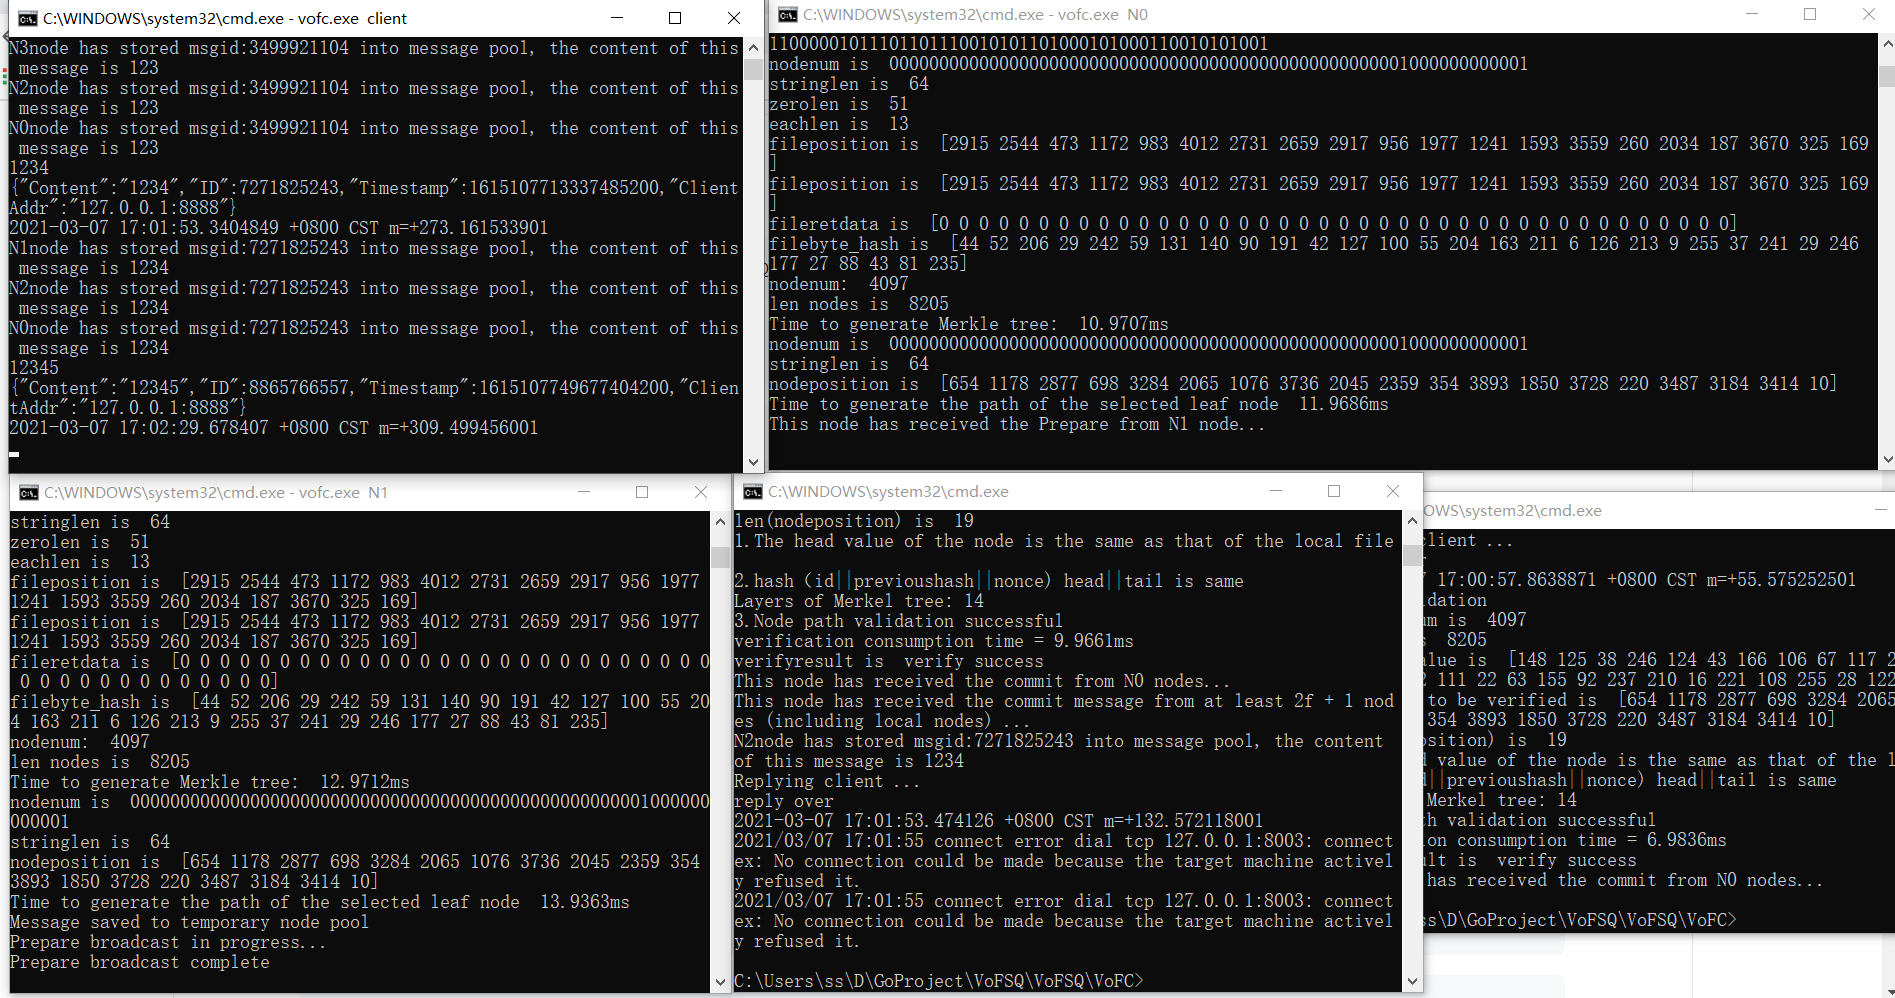 C:\WINDOWS\system32\cmd.exe - vofc.exe  client
N3node has stored msgid:3499921104 into message pool, the content of this
 message is 123
N2node has stored msgid:3499921104 into message pool, the content of this
 message is 123
N0node has stored msgid:3499921104 into message pool, the content of this
 message is 123
1234
{"Content":"1234","ID":7271825243,"Timestamp":1615107713337485200,"Client
Addr":"127.0.0.1:8888"}
2021-03-07 17:01:53.3404849 +0800 CST m=+273.161533901
N1node has stored msgid:7271825243 into message pool, the content of this
 message is 1234
N2node has stored msgid:7271825243 into message pool, the content of this
 message is 1234
N0node has stored msgid:7271825243 into message pool, the content of this
 message is 1234
12345
{"Content":"12345","ID":8865766557,"Timestamp":1615107749677404200,"Clien
tAddr":"127.0.0.1:8888"}
2021-03-07 17:02:29.678407 +0800 CST m=+309.499456001
C:\WINDOWS\system32\cmd.exe - vofc.exe  N0
11000001011101101110010101101000101000110010101001
nodenum is  0000000000000000000000000000000000000000000000000001000000000001
stringlen is  64
zerolen is  51
eachlen is  13
fileposition is  [2915 2544 473 1172 983 4012 2731 2659 2917 956 1977 1241 1593 3559 260 2034 187 3670 325 169
]
fileposition is  [2915 2544 473 1172 983 4012 2731 2659 2917 956 1977 1241 1593 3559 260 2034 187 3670 325 169
]
fileretdata is  [0 0 0 0 0 0 0 0 0 0 0 0 0 0 0 0 0 0 0 0 0 0 0 0 0 0 0 0 0 0 0 0 0 0 0 0 0 0 0 0]
filebyte_hash is  [44 52 206 29 242 59 131 140 90 191 42 127 100 55 204 163 211 6 126 213 9 255 37 241 29 246
177 27 88 43 81 235]
nodenum:  4097
len nodes is  8205
Time to generate Merkle tree:  10.9707ms
nodenum is  0000000000000000000000000000000000000000000000000001000000000001
stringlen is  64
nodeposition is  [654 1178 2877 698 3284 2065 1076 3736 2045 2359 354 3893 1850 3728 220 3487 3184 3414 10]
Time to generate the path of the selected leaf node  11.9686ms
This node has received the Prepare from N1 node...
C:\WINDOWS\system32\cmd.exe - vofc.exe  N1
stringlen is  64
zerolen is  51
eachlen is  13
fileposition is  [2915 2544 473 1172 983 4012 2731 2659 2917 956 1977
1241 1593 3559 260 2034 187 3670 325 169]
fileposition is  [2915 2544 473 1172 983 4012 2731 2659 2917 956 1977
1241 1593 3559 260 2034 187 3670 325 169]
fileretdata is  [0 0 0 0 0 0 0 0 0 0 0 0 0 0 0 0 0 0 0 0 0 0 0 0 0 0 0
 0 0 0 0 0 0 0 0 0 0 0 0 0]
filebyte_hash is  [44 52 206 29 242 59 131 140 90 191 42 127 100 55 20
4 163 211 6 126 213 9 255 37 241 29 246 177 27 88 43 81 235]
nodenum:  4097
len nodes is  8205
Time to generate Merkle tree:  12.9712ms
nodenum is  0000000000000000000000000000000000000000000000000001000000
000001
stringlen is  64
nodeposition is  [654 1178 2877 698 3284 2065 1076 3736 2045 2359 354
3893 1850 3728 220 3487 3184 3414 10]
Time to generate the path of the selected leaf node  13.9363ms
Message saved to temporary node pool
Prepare broadcast in progress...
Prepare broadcast complete
C:\WINDOWS\system32\cmd.exe
len(nodeposition) is  19
1.The head value of the node is the same as that of the local file
2.hash (id||previoushash||nonce) head||tail is same
Layers of Merkel tree: 14
3.Node path validation successful
verification consumption time = 9.9661ms
verifyresult is  verify success
This node has received the commit from N0 nodes...
This node has received the commit message from at least 2f + 1 nod
es (including local nodes) ...
N2node has stored msgid:7271825243 into message pool, the content
of this message is 1234
Replying client ...
reply over
2021-03-07 17:01:53.474126 +0800 CST m=+132.572118001
2021/03/07 17:01:55 connect error dial tcp 127.0.0.1:8003: connect
ex: No connection could be made because the target machine activel
y refused it.
2021/03/07 17:01:55 connect error dial tcp 127.0.0.1:8003: connect
ex: No connection could be made because the target machine activel
y refused it.
C:\Users\ss\D\GoProject\VoFSQ\VoFSQ\VoFC>
OWS\system32\cmd.exe
client ...
17:00:57.8638871 +0800 CST m=+55.575252501
idation
m is  4097
8205
alue is  [148 125 38 246 124 43 166 106 67 117 2
111 22 63 155 92 237 210 16 221 108 255 28 122
to be verified is  [654 1178 2877 698 3284 2065
354 3893 1850 3728 220 3487 3184 3414 10]
osition) is  19
value of the node is the same as that of the l
||previoushash||nonce) head||tail is same
Merkel tree: 14
th validation successful
on consumption time = 6.9836ms
ult is  verify success
has received the commit from N0 nodes...
ss\D\GoProject\VoFSQ\VoFSQ\VoFC>